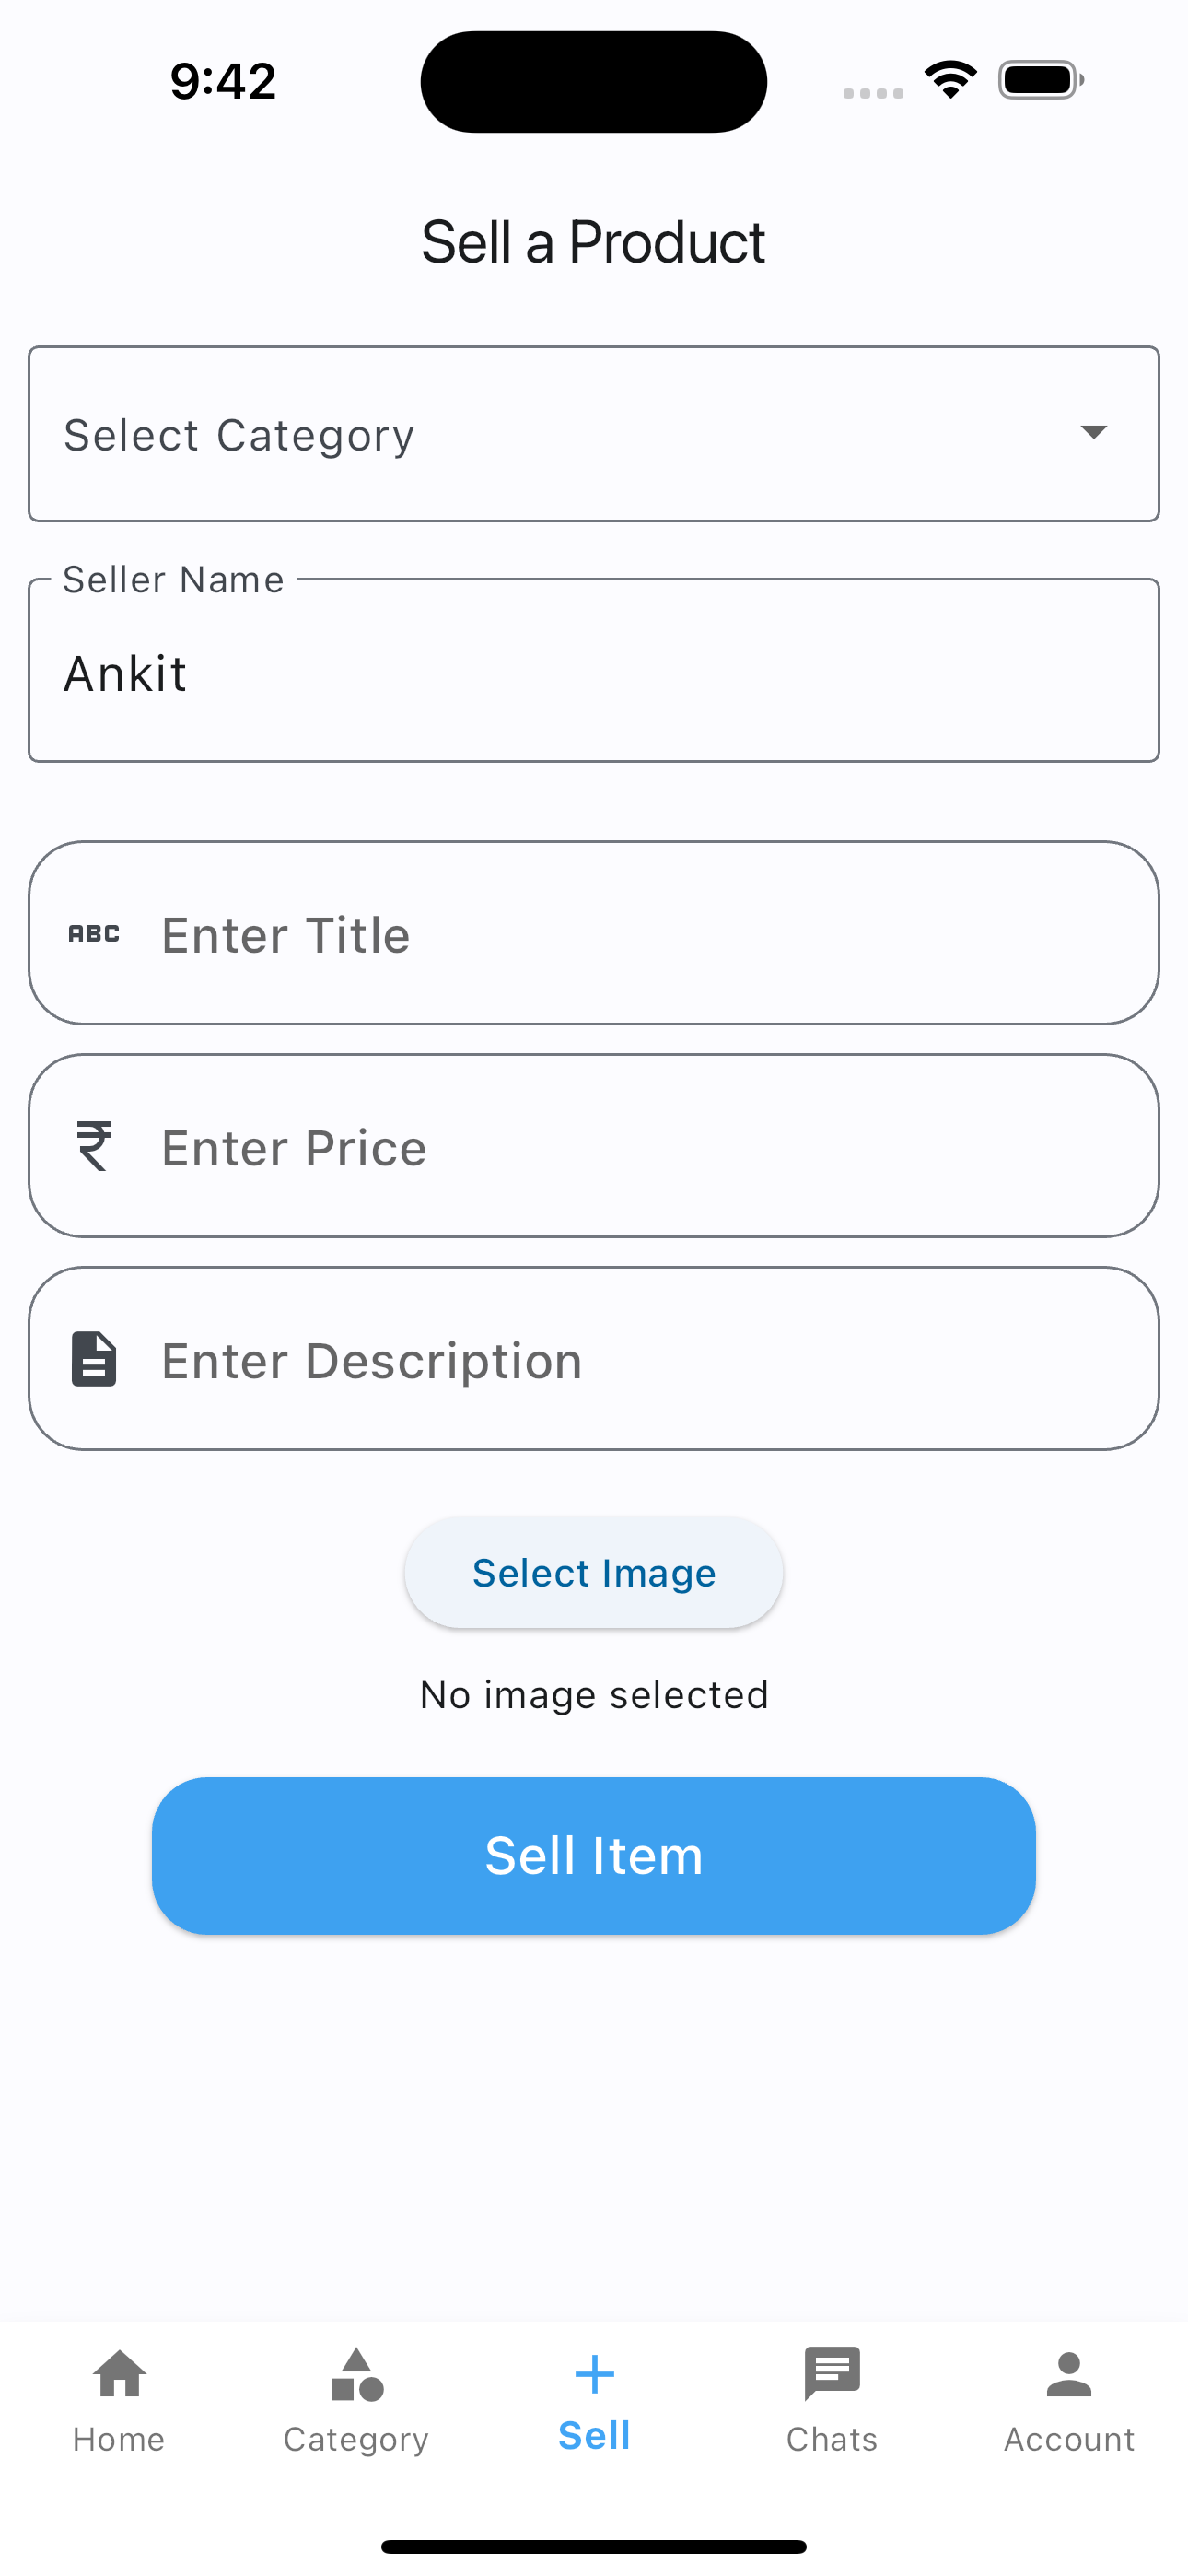 9:42
Sell a Product
Select Category
Seller Name
Ankit
ABC Enter Title
₹ Enter Price
Enter Description
Select Image
No image selected
Sell Item
Home Category Sell Chats Account